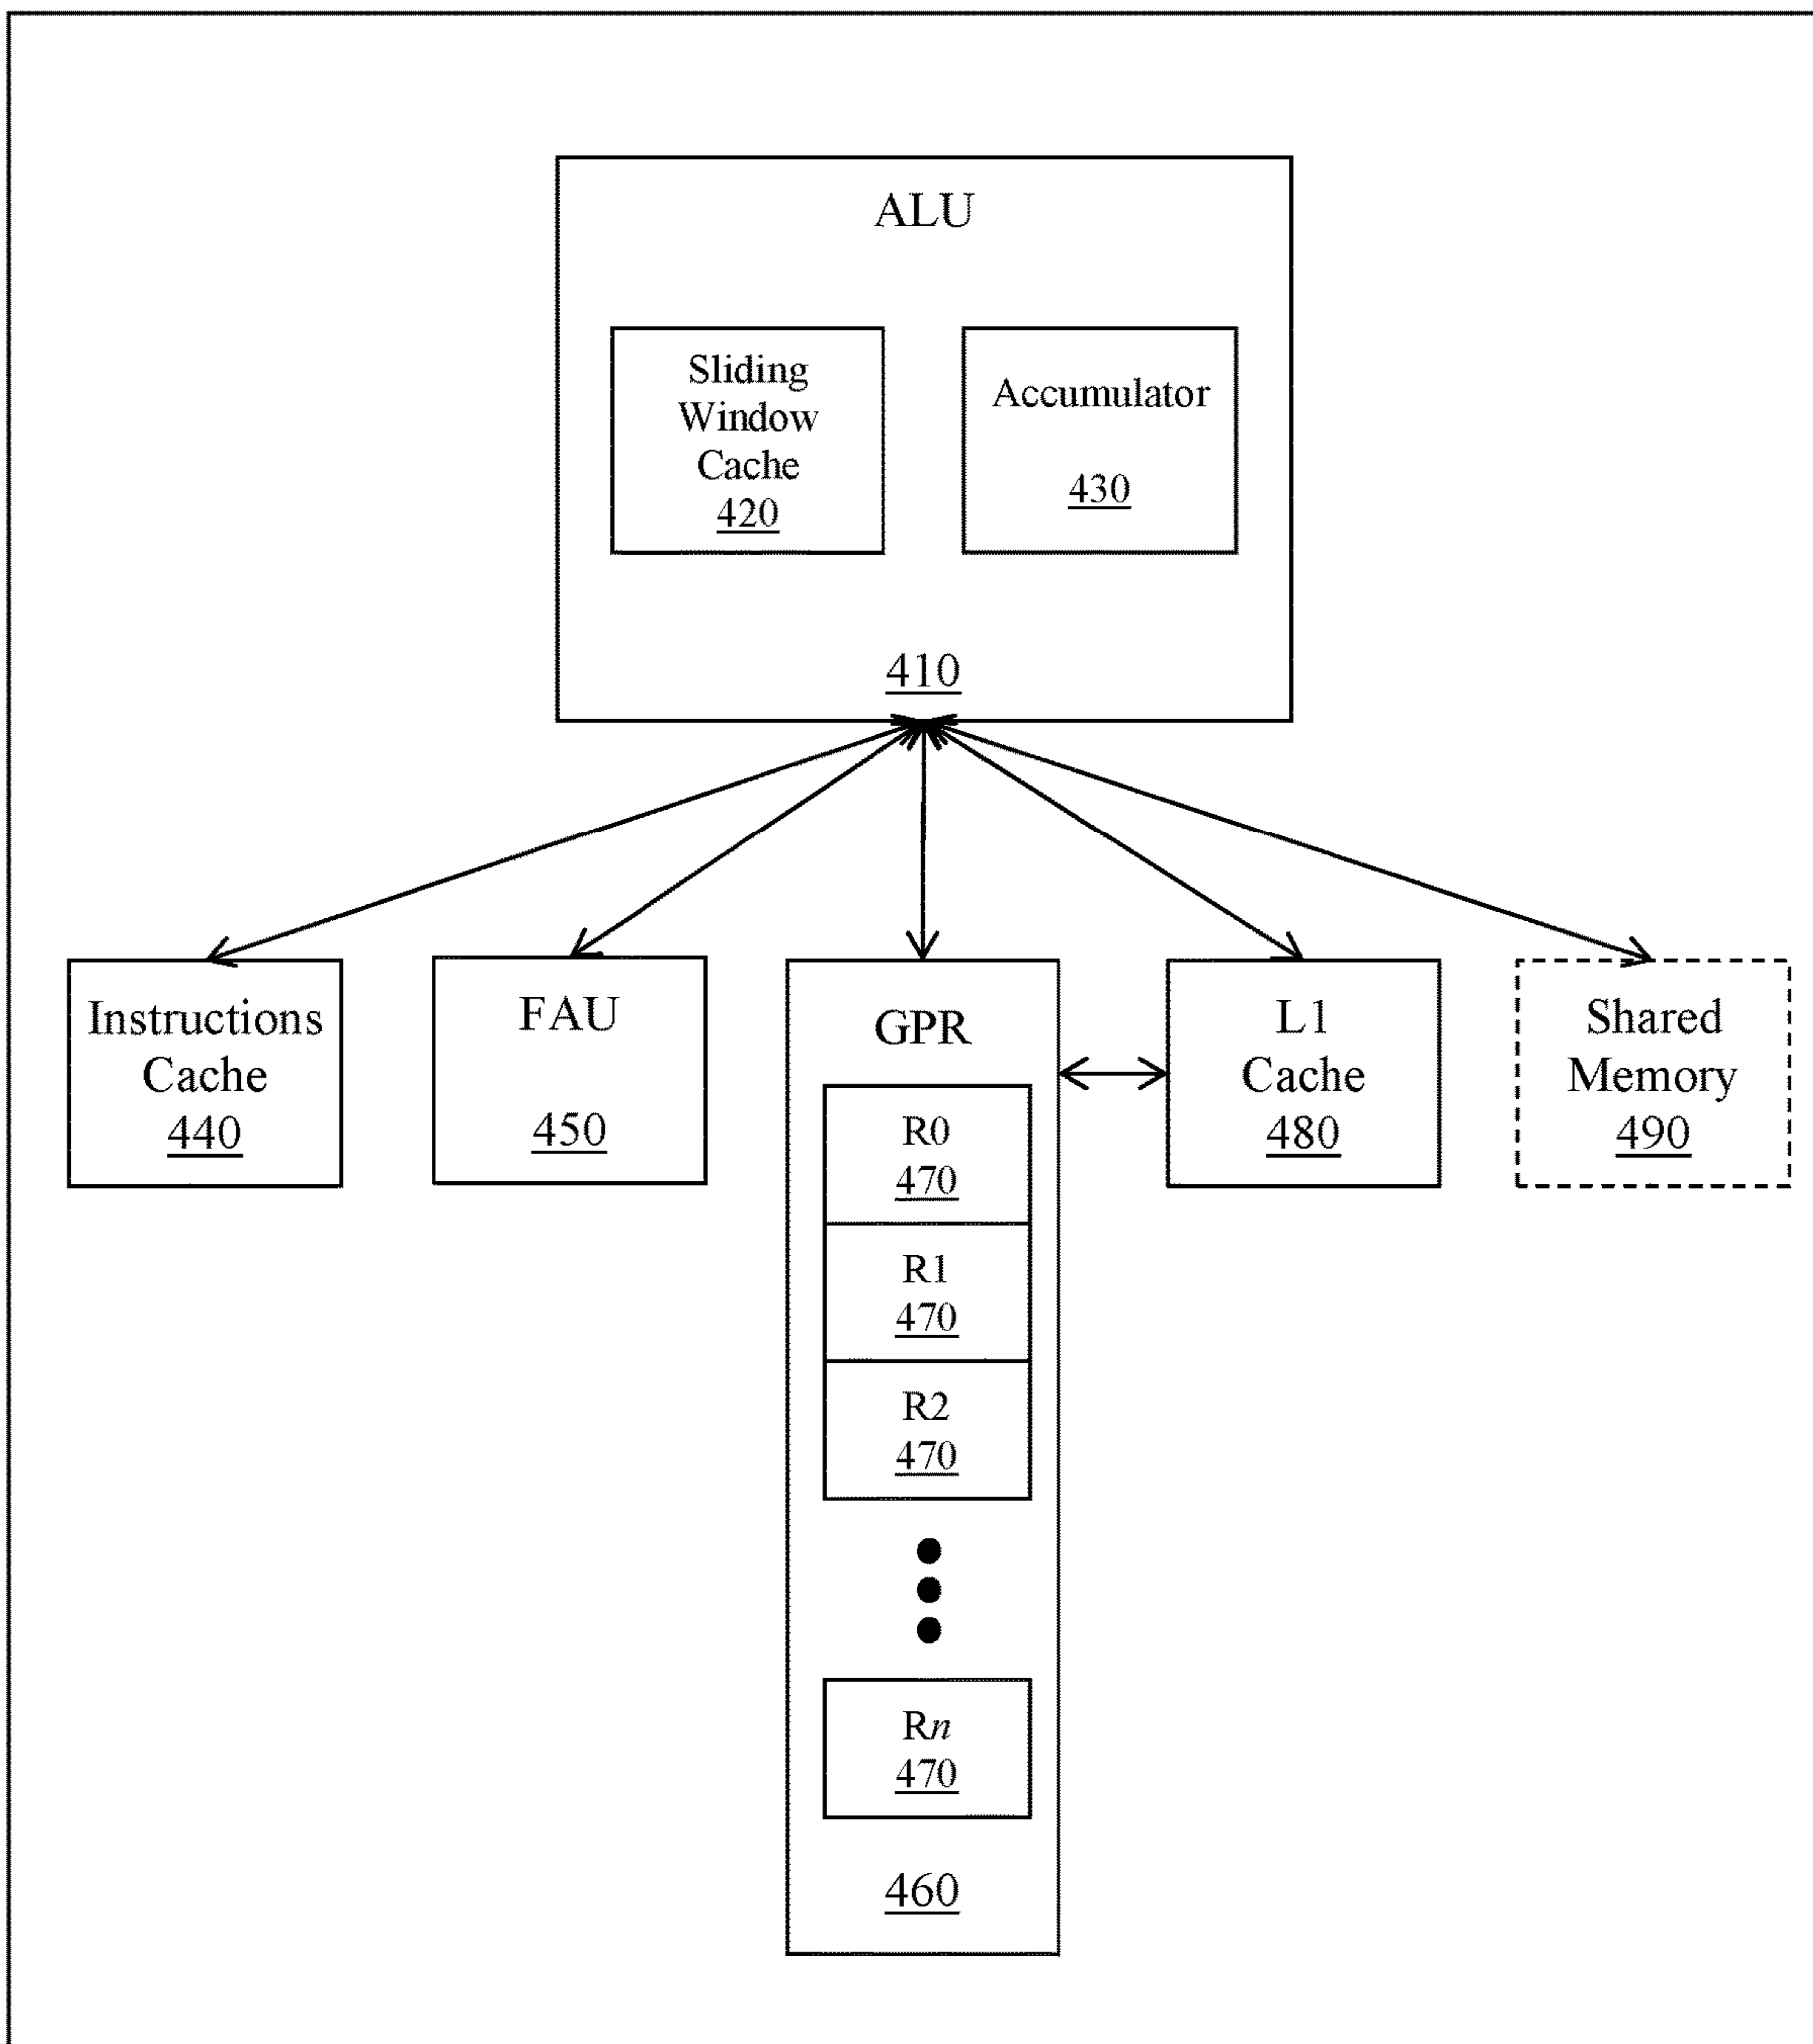 ALU
Sliding
Window
Cache
420
Accumulator
430
410
Instructions
Cache
440
FAU
450
GPR
R0
470
R1
470
R2
470
Rn
470
460
L1
Cache
480
Shared
Memory
490